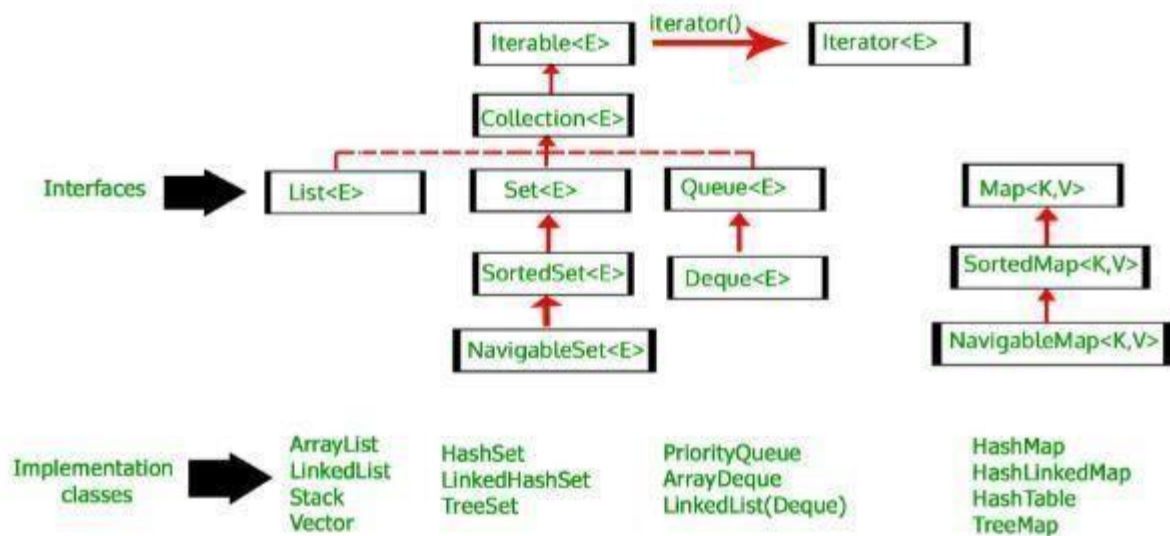 iterator()
Iterable<E>
Iterator<E>
Collection<E>
Interfaces
List<E>
Set<E>
Queue<E>
Map<K,V>
SortedSet<E>
Deque<E>
SortedMap<K,V>
NavigableSet<E>
NavigableMap<K,V>
Implementation
classes
ArrayList
LinkedList
Stack
Vector
HashSet
LinkedHashSet
TreeSet
PriorityQueue
ArrayDeque
LinkedList(Deque)
HashMap
HashLinkedMap
HashTable
TreeMap